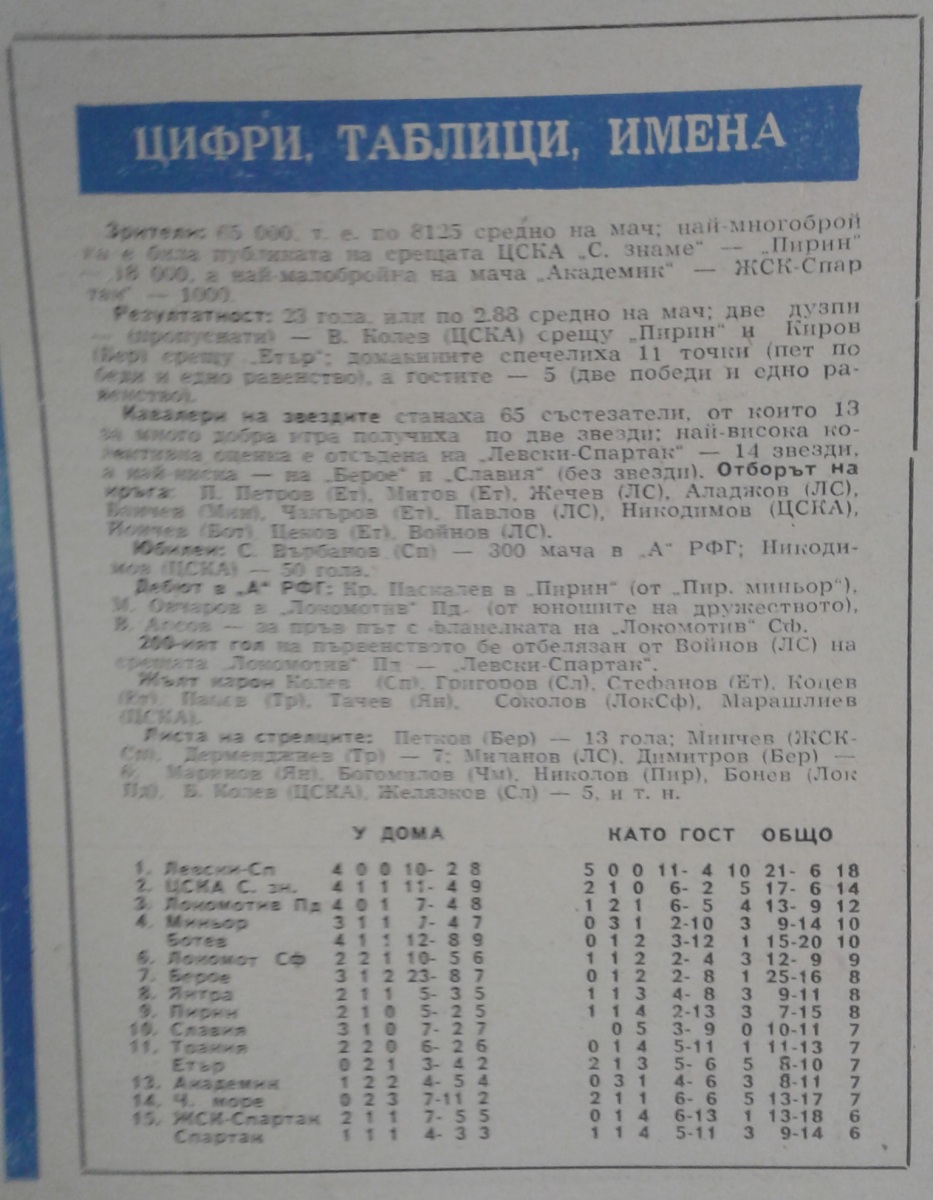 ЦИФРИ, ТАБЛИЦИ, ИМЕНА
Зрители: 65 000, т. е. по 8125 средно на мач; най-многоброй
на е била публиката на срещата ЦСКА „С. знаме“ — „Пирин“
— 18 000, а най-малобройна на мача „Академик“ — ЖСК-Спар
так — 1000.
Резултатност: 23 гола, или по 2.88 средно на мач; две дузпи
— (пропуснати) — В. Колев (ЦСКА) срещу „Пирин“ и Киров
(Бер) срещу „Етър“; домакините спечелиха 11 точки (пет по
беди и едно равенство), а гостите — 5 (две победи и едно ра-
венство).
Кавалери на звездите станаха 65 състезатели, от които 13
за много добра игра получиха по две звезди; най-висока ко-
лективна оценка е отсъдена на „Левски-Спартак“ — 14 звезди,
а най-ниска — на „Берое“ и „Славия“ (без звезди). Отборът на
кръга: П. Петров (Ет), Митов (Ет), Жечев (ЛС), Аладжов (ЛС),
(Мин), Чакъров (Ет), Павлов (ЛС), Никодимов (ЦСКА),
Йончев (Бот) Цеков (Ет), Войнов (ЛС).
Юбилеи: С. Върбанов (Сп) — 300 мача в „А“ РФГ; Никоди-
мов (ЦСКА) — 50 гола.
Дебют в „А“ РФГ: Кр. Паскалев в „Пирин“ (от „Пир. миньор“),
М. Овчаров в „Локомотив“ Пд- (от юношите на дружеството),
В. Арсов — за пръв път с фланелката на „Локомотив“ Сф.
200-ият гол на първенството бе отбелязан от Войнов (ЛС) на
срещата „Локомотив“ Пд — „Левски-Спартак“.
Жълт картон Колев (Сп), Григоров (Сл), Стефанов (Ет), Коцев
(Ет), (Тр), Тачев (Ян), Соколов (ЛокСф), Марашлиев
(ЦСКА).
Листа на стрелците: Петков (Бер) — 13 гола; Минчев (ЖСК-
Сп), Дерменджиев (Тр) — 7; Миланов (ЛС), Димитров (Бер) —
6; Маринов (Ян), Богомилов (Чм), Николов (Пир), Бонев (Лок
Пд), Б. Колев (ЦСКА), Желязков (Сл) — 5, и т. н.
У ДОМА КАТО ГОСТ ОБЩО
1. Левски-Сп 4 0 0 10- 2 8 5 0 0 11- 4 10 21- 6 18
2. ЦСКА С. зн. 4 1 1 11- 4 9 2 1 0 6- 2 5 17- 6 14
3. Локомотив Пд 4 0 1 7- 4 8 1 2 1 6- 5 4 13- 9 12
4. Миньор 3 1 1 7- 4 7 0 3 1 2-10 3 9-14 10
Ботев 4 1 1 12- 8 9 0 1 2 3-12 1 15-20 10
6. Локомот Сф 2 2 1 10- 5 6 1 1 2 2- 4 3 12- 9 9
7. Берое 3 1 2 23- 8 7 0 1 2 2- 8 1 25-16 8
8. Янтра 2 1 1 5- 3 5 1 1 3 4- 8 3 9-11 8
9. Пирин 2 1 0 5- 2 5 1 1 4 2-13 3 7-15 8
10. Славия 3 1 0 7- 2 7 0 5 3- 9 0 10-11 7
11. Тракия 2 2 0 6- 2 6 0 1 4 5-11 1 11-13 7
Етър 0 2 1 3- 4 2 2 1 3 5- 6 5 8-10 7
13. Академик 1 2 2 4- 5 4 0 3 1 4- 6 3 8-11 7
14. Ч. море 0 2 3 7-11 2 2 1 1 6- 6 5 13-17 7
15. ЖСК-Спартак 2 1 1 7- 5 5 0 1 4 6-13 1 13-18 6
Спартак 1 1 1 4- 3 3 1 1 4 5-11 3 9-14 6